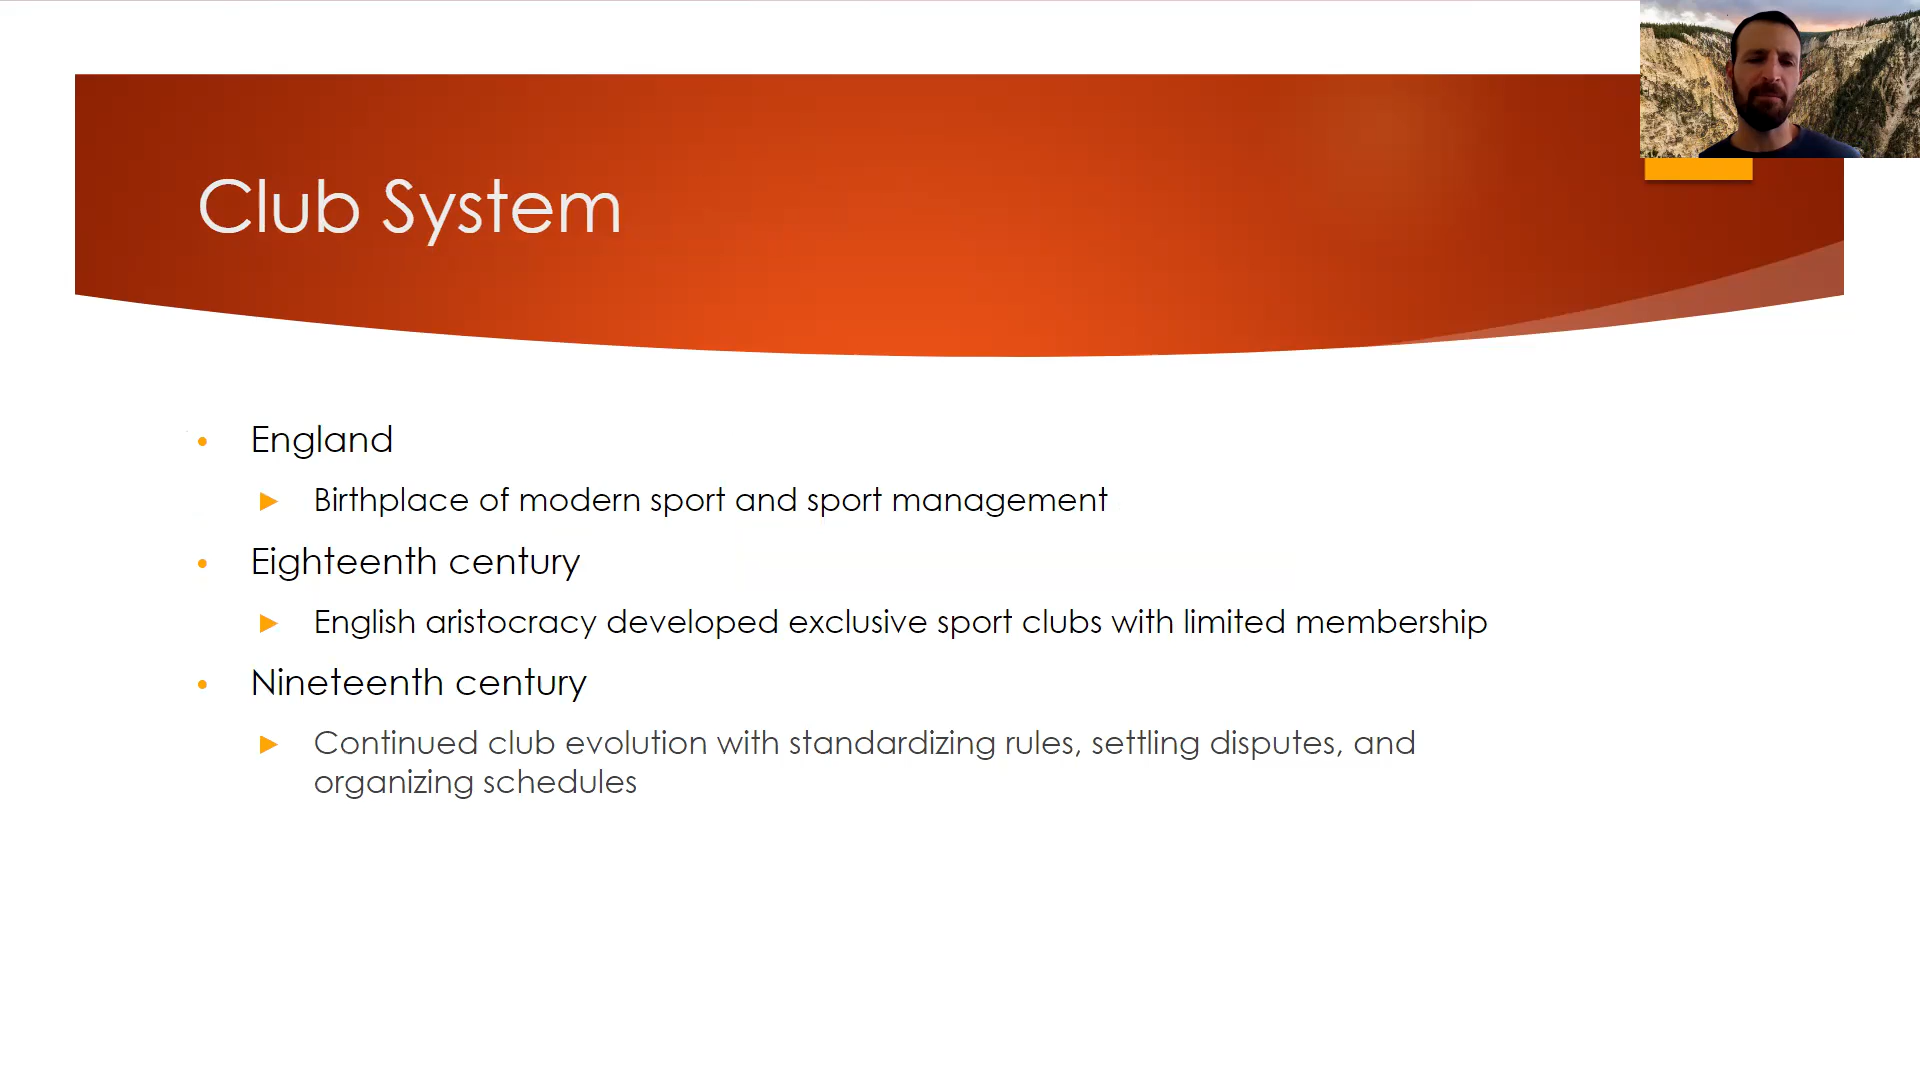 Club System
• England
► Birthplace of modern sport and sport management
• Eighteenth century
► English aristocracy developed exclusive sport clubs with limited membership
• Nineteenth century
► Continued club evolution with standardizing rules, settling disputes, and
organizing schedules